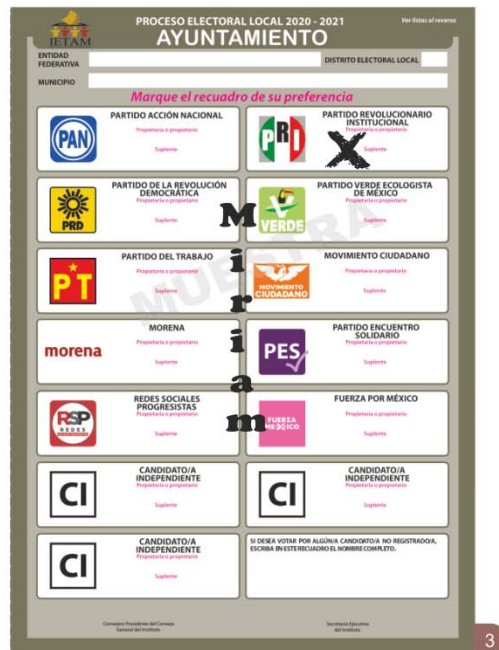 IETAM
PROCESO ELECTORAL LOCAL 2020 - 2021
AYUNTAMIENTO
Ver listas al reverso
ENTIDAD
FEDERATIVA
DISTRITO ELECTORAL LOCAL
MUNICIPIO
Marque el recuadro de su preferencia
PAN
PARTIDO ACCIÓN NACIONAL
Propietaria o propietario
Suplente
PRI
PARTIDO REVOLUCIONARIO
INSTITUCIONAL
Propietaria o propietario
Suplente
X
PRD
PARTIDO DE LA REVOLUCIÓN
DEMOCRÁTICA
Propietaria o propietario
Suplente
VERDE
PARTIDO VERDE ECOLOGISTA
DE MÉXICO
Propietaria o propietario
Suplente
PT
PARTIDO DEL TRABAJO
Propietaria o propietario
Suplente
MOVIMIENTO
CIUDADANO
MOVIMIENTO CIUDADANO
Propietaria o propietario
Suplente
morena
MORENA
Propietaria o propietario
Suplente
PES
PARTIDO ENCUENTRO
SOLIDARIO
Propietaria o propietario
Suplente
RSP
REDES
REDES SOCIALES
PROGRESISTAS
Propietaria o propietario
Suplente
FUERZA
MEXICO
FUERZA POR MÉXICO
Propietaria o propietario
Suplente
CI
CANDIDATO/A
INDEPENDIENTE
Propietaria o propietario
Suplente
CI
CANDIDATO/A
INDEPENDIENTE
Propietaria o propietario
Suplente
CI
CANDIDATO/A
INDEPENDIENTE
Propietaria o propietario
Suplente
SI DESEA VOTAR POR ALGÚN/A CANDIDATO/A NO REGISTRADO/A,
ESCRIBA EN ESTE RECUADRO EL NOMBRE COMPLETO.
Miriam
MUESTRA
Consejero Presidente del Consejo
General del Instituto
Secretario Ejecutivo
del Instituto
3